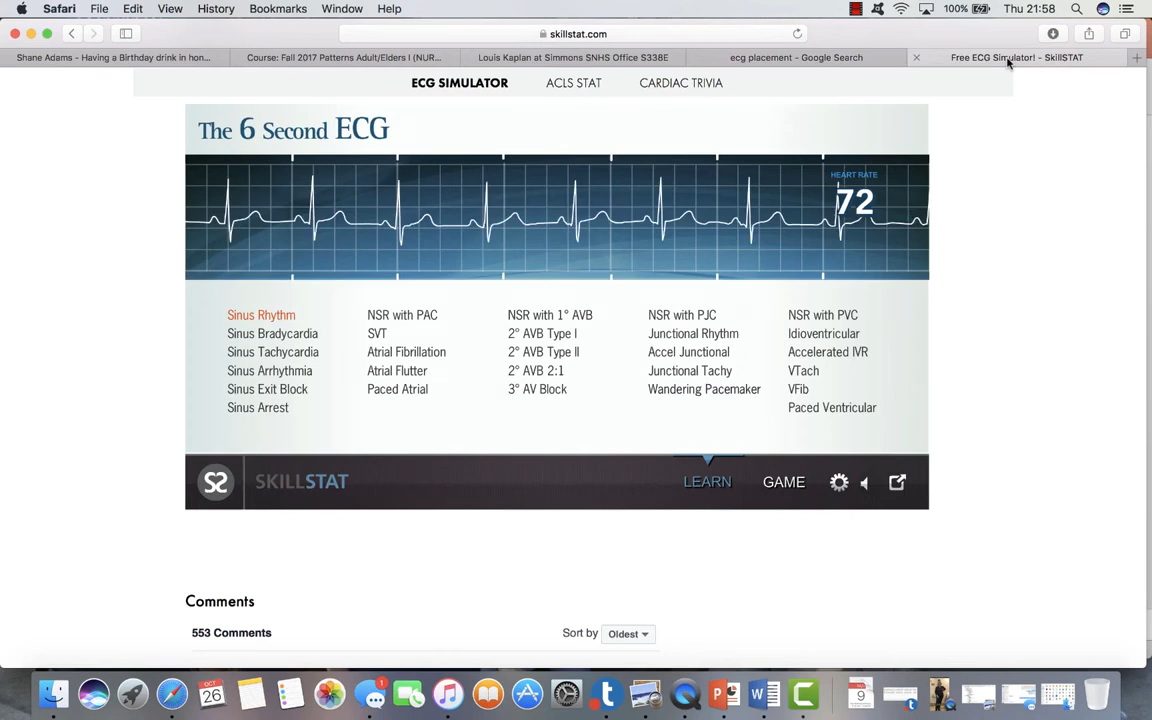 Safari File Edit View History Bookmarks Window Help 100% Thu 21:58
skillstat.com
Shane Adams - Having a Birthday drink in hon... Course: Fall 2017 Patterns Adult/Elders I (NUR... Louis Kaplan at Simmons SNHS Office S338E ecg placement - Google Search Free ECG Simulator! - SkillSTAT
ECG SIMULATOR ACLS STAT CARDIAC TRIVIA
The 6 Second ECG
HEART RATE
72
Sinus Rhythm NSR with PAC NSR with 1° AVB NSR with PJC NSR with PVC
Sinus Bradycardia SVT 2° AVB Type I Junctional Rhythm Idioventricular
Sinus Tachycardia Atrial Fibrillation 2° AVB Type II Accel Junctional Accelerated IVR
Sinus Arrhythmia Atrial Flutter 2° AVB 2:1 Junctional Tachy VTach
Sinus Exit Block Paced Atrial 3° AV Block Wandering Pacemaker VFib
Sinus Arrest Paced Ventricular
S2 SKILLSTAT LEARN GAME
Comments
553 Comments Sort by Oldest
1
OCT
26
9